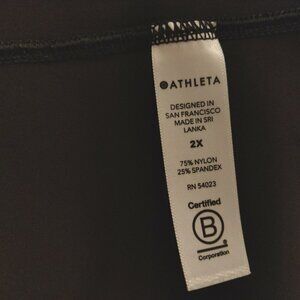 ATHLETA
DESIGNED IN
SAN FRANCISCO
MADE IN SRI
LANKA
2X
75% NYLON
25% SPANDEX
RN 54023
Certified
B
Corporation